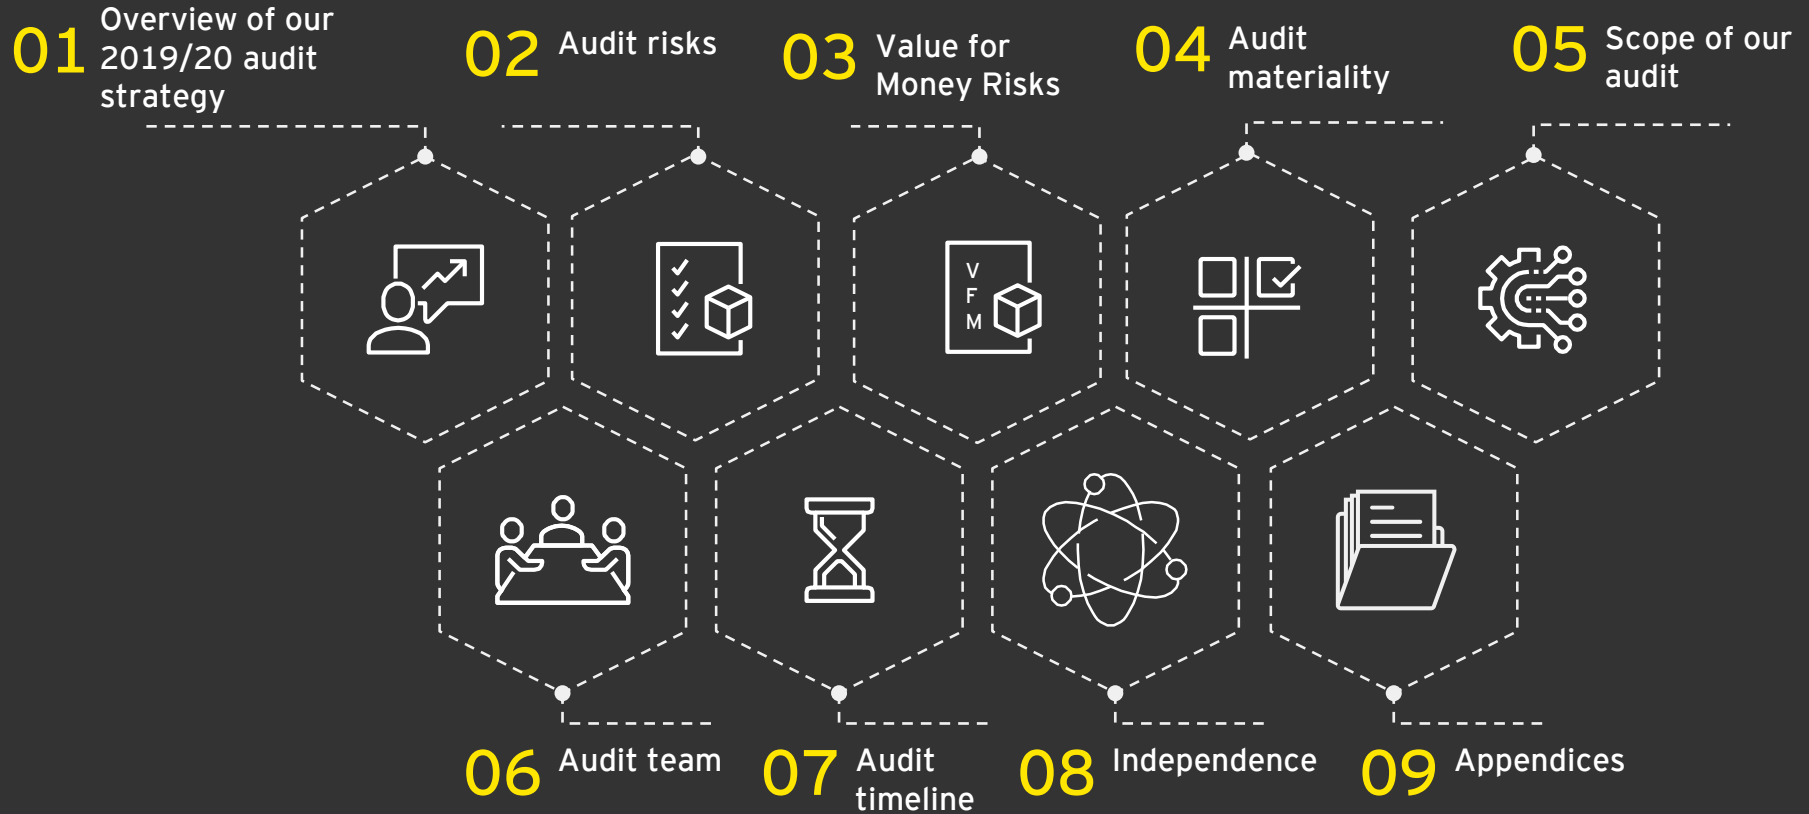 01 Overview of our
2019/20 audit
strategy
02 Audit risks
03 Value for
Money Risks
04 Audit
materiality
05 Scope of our
audit
V
F
M
06 Audit team
07 Audit
timeline
08 Independence
09 Appendices